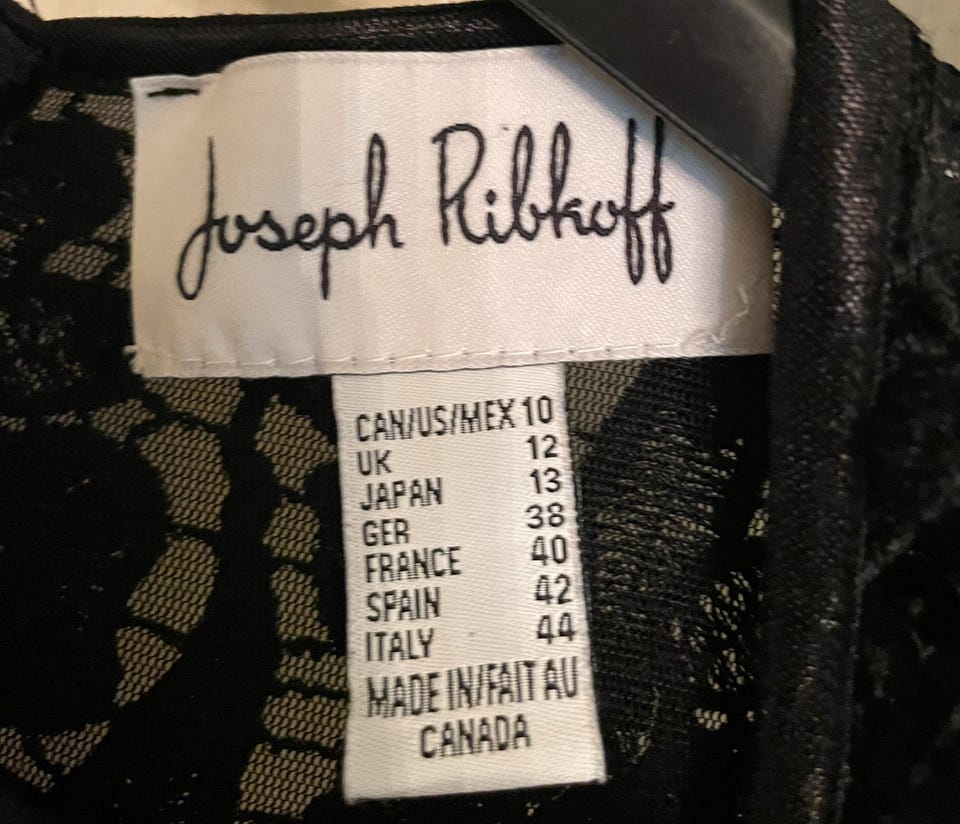 Joseph Ribkoff
CAN/US/MEX 10
UK 12
JAPAN 13
GER 38
FRANCE 40
SPAIN 42
ITALY 44
MADE IN/FAIT AU
CANADA